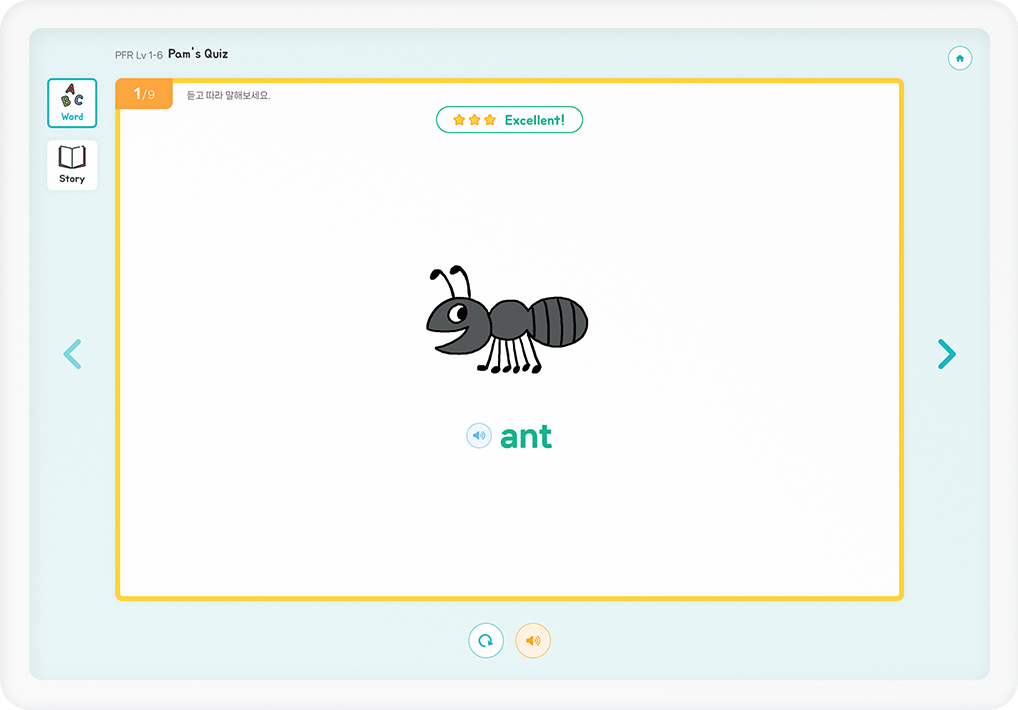 PFR Lv 1-6 Pam's Quiz
A
B C
Word
Story
1/9
듣고 따라 말해보세요.
Excellent!
ant